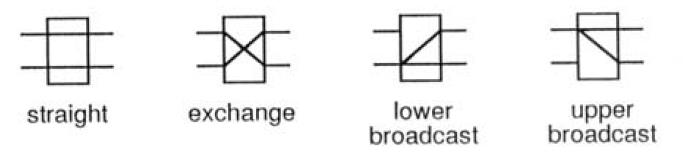 straight
exchange
lower
broadcast
upper
broadcast